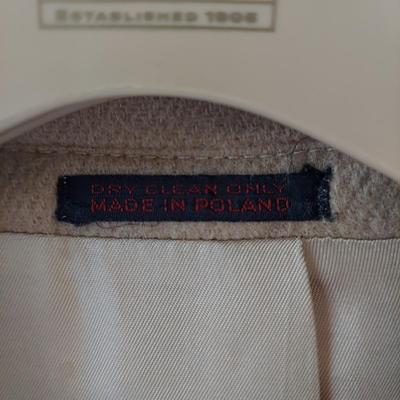 ESTABLISHED 1906
DRY CLEAN ONLY
MADE IN POLAND